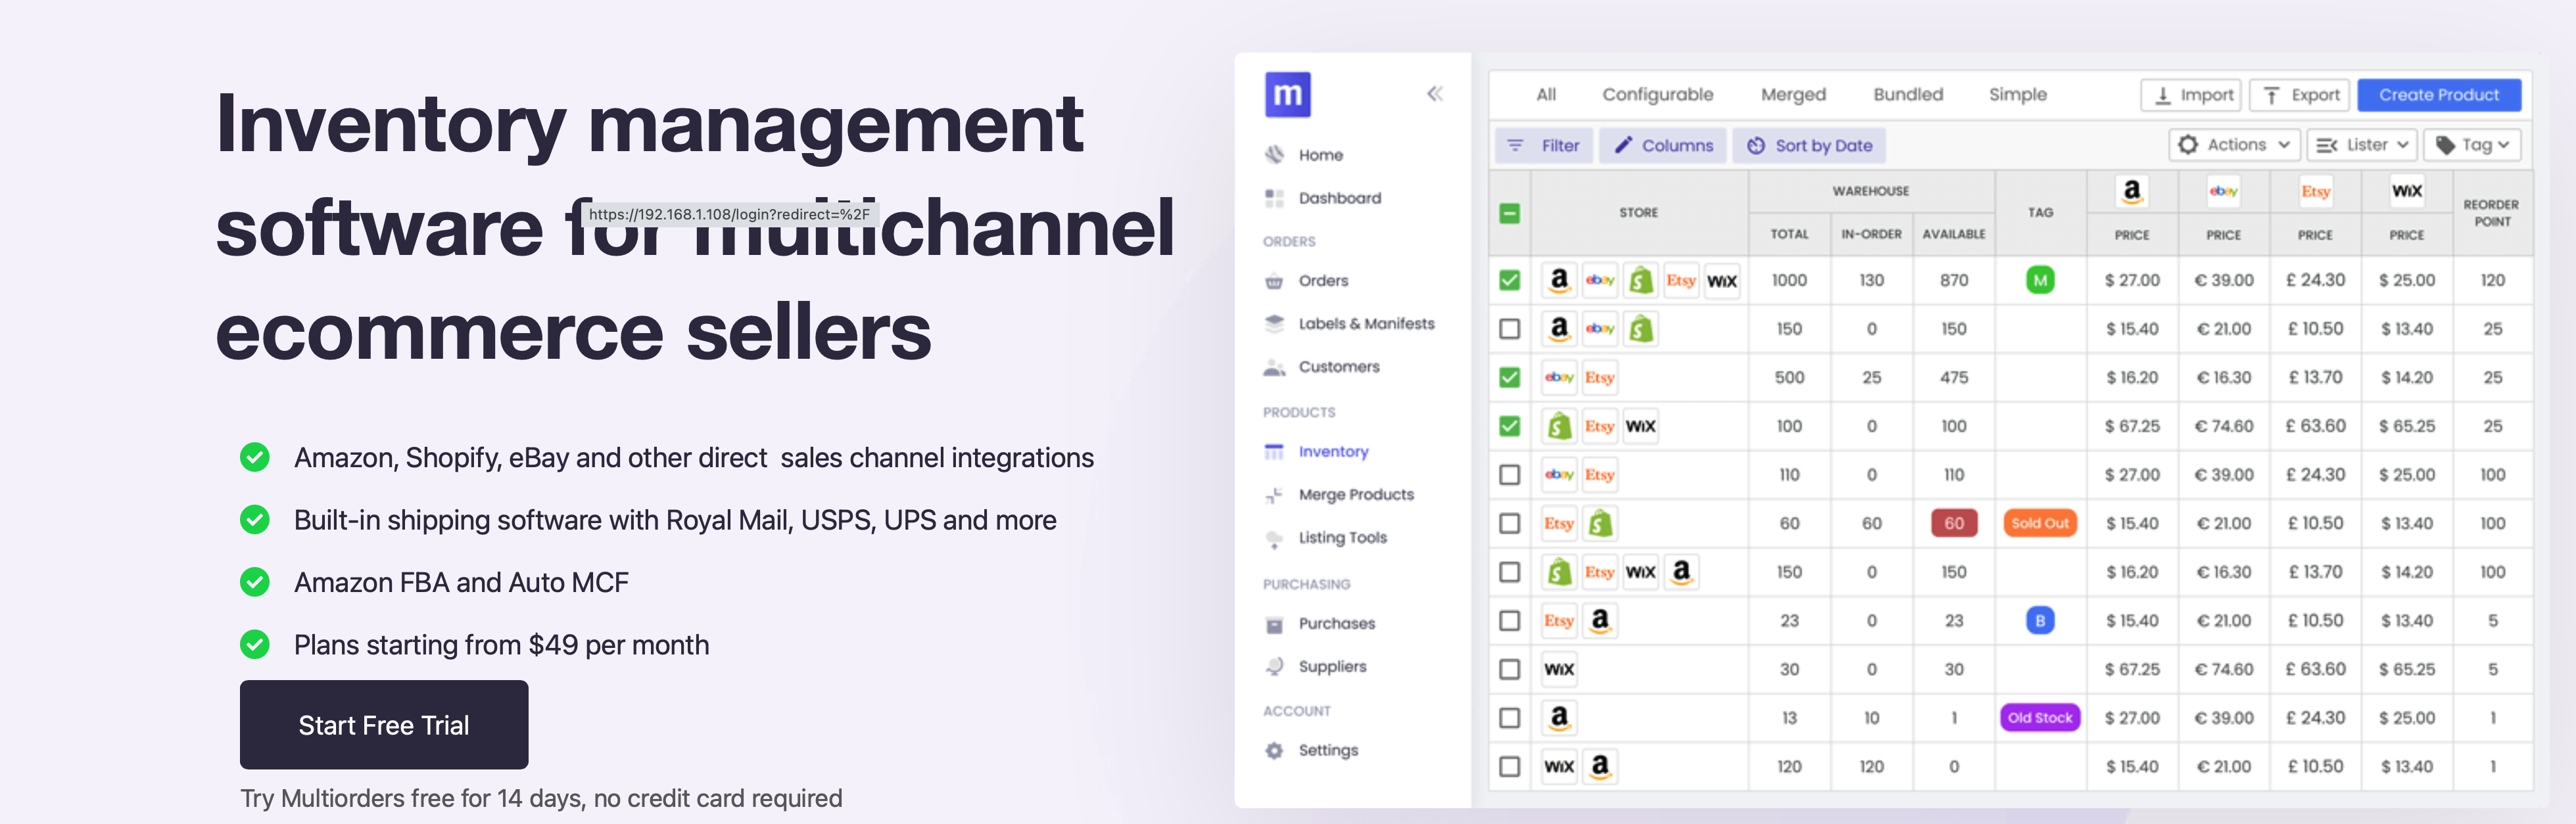 Inventory management
software for multichannel
https://192.168.1.108/login?redirect=%2F
ecommerce sellers
Amazon, Shopify, eBay and other direct  sales channel integrations
Built-in shipping software with Royal Mail, USPS, UPS and more
Amazon FBA and Auto MCF
Plans starting from $49 per month
Start Free Trial
Try Multiorders free for 14 days, no credit card required
m
Home
Dashboard
ORDERS
Orders
Labels & Manifests
Customers
PRODUCTS
Inventory
Merge Products
Listing Tools
PURCHASING
Purchases
Suppliers
ACCOUNT
Settings
All Configurable Merged Bundled Simple Import Export Create Product
Filter Columns Sort by Date Actions Lister Tag
STORE WAREHOUSE TAG a ebay Etsy WiX REORDER POINT
TOTAL IN-ORDER AVAILABLE PRICE PRICE PRICE PRICE
a ebay S Etsy WiX 1000 130 870 M $ 27.00 € 39.00 £ 24.30 $ 25.00 120
a ebay S 150 0 150 $ 15.40 € 21.00 £ 10.50 $ 13.40 25
ebay Etsy 500 25 475 $ 16.20 € 16.30 £ 13.70 $ 14.20 25
S Etsy WiX 100 0 100 $ 67.25 € 74.60 £ 63.60 $ 65.25 25
ebay Etsy 110 0 110 $ 27.00 € 39.00 £ 24.30 $ 25.00 100
Etsy S 60 60 60 Sold Out $ 15.40 € 21.00 £ 10.50 $ 13.40 100
S Etsy WiX a 150 0 150 $ 16.20 € 16.30 £ 13.70 $ 14.20 100
Etsy a 23 0 23 B $ 15.40 € 21.00 £ 10.50 $ 13.40 5
WiX 30 0 30 $ 67.25 € 74.60 £ 63.60 $ 65.25 5
a 13 10 1 Old Stock $ 27.00 € 39.00 £ 24.30 $ 25.00 1
WiX a 120 120 0 $ 15.40 € 21.00 £ 10.50 $ 13.40 1